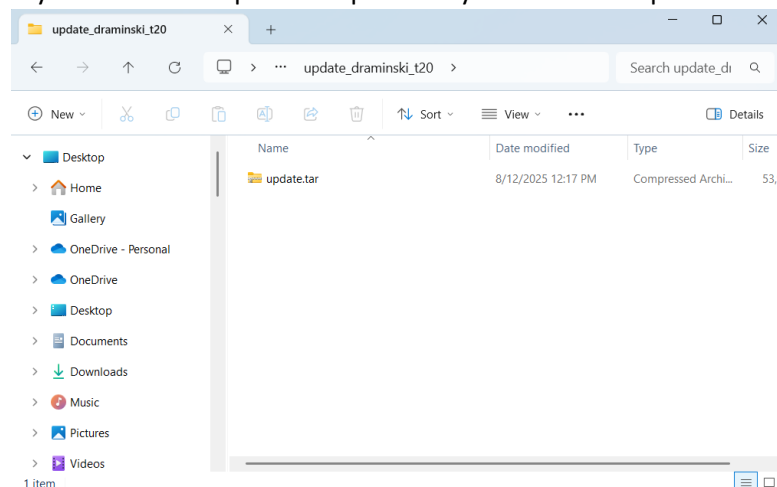 update_draminski_t20
update_draminski_t20
Search update_dr
New
Sort
View
Details
Name
Date modified
Type
Size
update.tar
8/12/2025 12:17 PM
Compressed Archi...
53,
Desktop
Home
Gallery
OneDrive - Personal
OneDrive
Desktop
Documents
Downloads
Music
Pictures
Videos
1 item